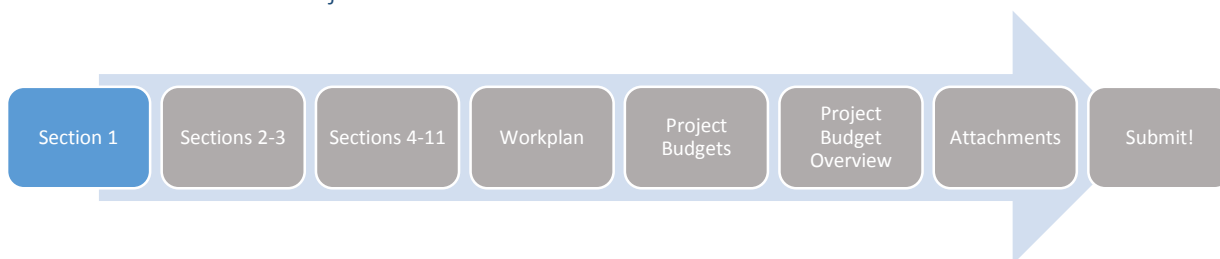 Section 1
Sections 2-3
Sections 4-11
Workplan
Project
Budgets
Project
Budget
Overview
Attachments
Submit!